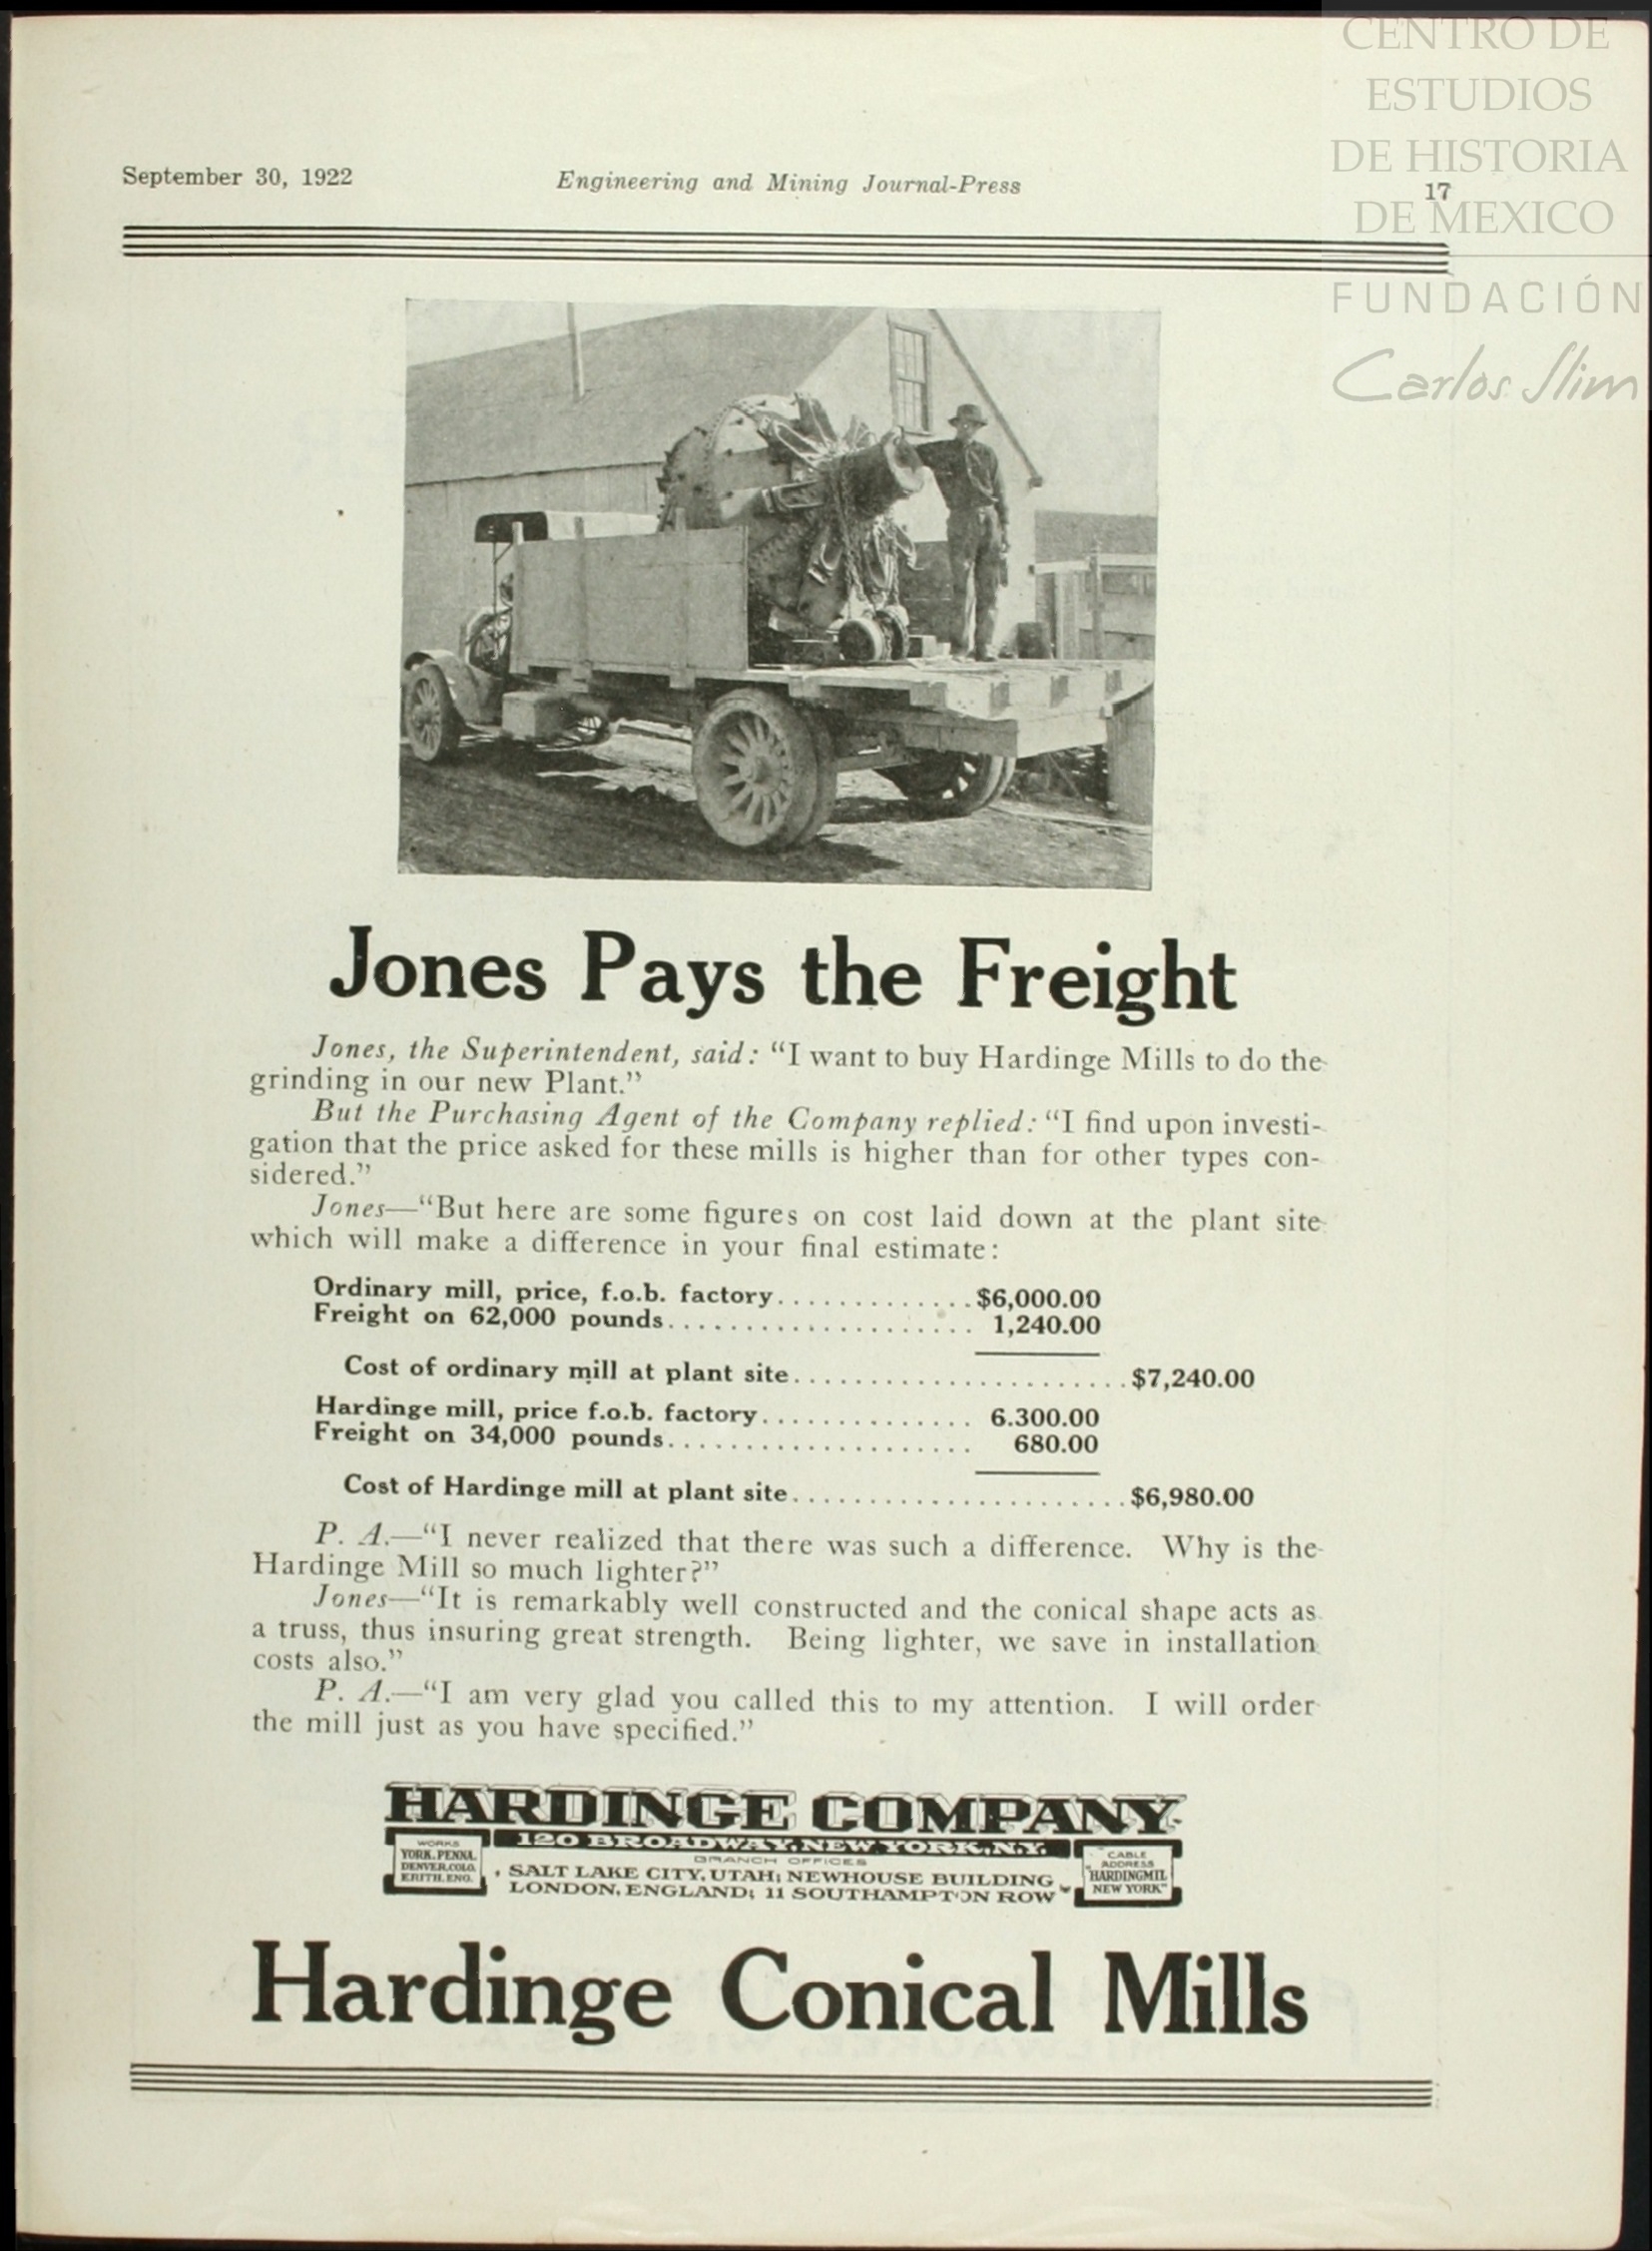 CENTRO DE
ESTUDIOS
DE HISTORIA
DE MEXICO
FUNDACIÓN
Carlos Slim
September 30, 1922
Engineering and Mining Journal-Press
17
Jones Pays the Freight
Jones, the Superintendent, said: “I want to buy Hardinge Mills to do the
grinding in our new Plant.”
But the Purchasing Agent of the Company replied: “I find upon investi-
gation that the price asked for these mills is higher than for other types con-
sidered.”
Jones—“But here are some figures on cost laid down at the plant site
which will make a difference in your final estimate:
Ordinary mill, price, f.o.b. factory.............$6,000.00
Freight on 62,000 pounds.................... 1,240.00
Cost of ordinary mill at plant site......................$7,240.00
Hardinge mill, price f.o.b. factory.............. 6.300.00
Freight on 34,000 pounds.................... 680.00
Cost of Hardinge mill at plant site......................$6,980.00
P. A.—“I never realized that there was such a difference. Why is the
Hardinge Mill so much lighter?”
Jones—“It is remarkably well constructed and the conical shape acts as
a truss, thus insuring great strength. Being lighter, we save in installation
costs also.”
P. A.—“I am very glad you called this to my attention. I will order
the mill just as you have specified.”
HARDINGE COMPANY
120 BROADWAY, NEW YORK, N.Y.
WORKS
YORK, PENNA.
DENVER, COLO.
ERITH, ENG.
BRANCH OFFICES
SALT LAKE CITY, UTAH; NEWHOUSE BUILDING
LONDON, ENGLAND; 11 SOUTHAMPTON ROW
CABLE
ADDRESS
"HARDINGMIL
NEW YORK"
Hardinge Conical Mills